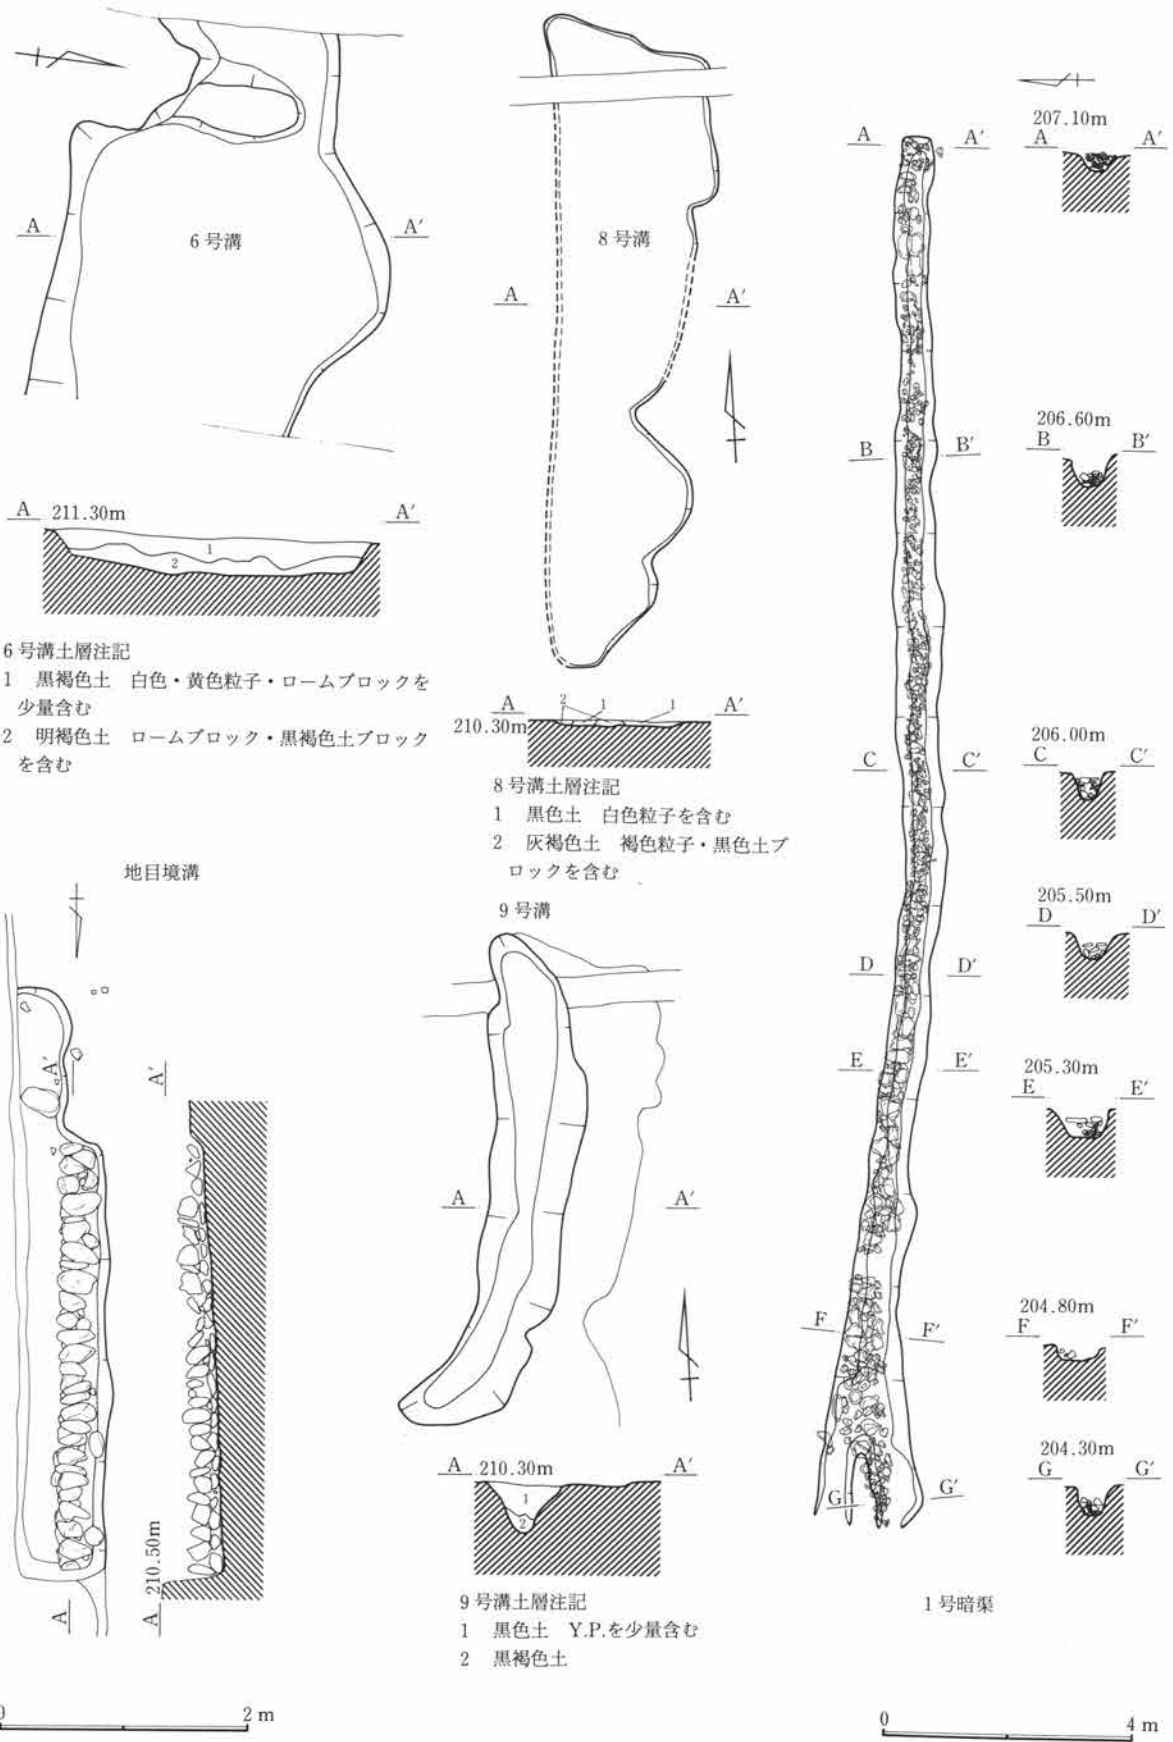 6号溝
A
A′
A 211.30m
A′
1
2
6号溝土層注記
1 黒褐色土 白色・黄色粒子・ロームブロックを
少量含む
2 明褐色土 ロームブロック・黒褐色土ブロック
を含む
8号溝
A
A′
A
210.30m
2
1
1
A′
8号溝土層注記
1 黒色土 白色粒子を含む
2 灰褐色土 褐色粒子・黒色土ブ
ロックを含む
地目境溝
A′
A′
A
A 210.50m
0
2 m
9号溝
A
A′
A 210.30m
A′
1
2
9号溝土層注記
1 黒色土 Y.P.を少量含む
2 黒褐色土
A
A′
B
B′
C
C′
D
D′
E
E′
F
F′
G
G′
207.10m
A
A′
206.60m
B
B′
206.00m
C
C′
205.50m
D
D′
205.30m
E
E′
204.80m
F
F′
204.30m
G
G′
1号暗渠
0
4 m